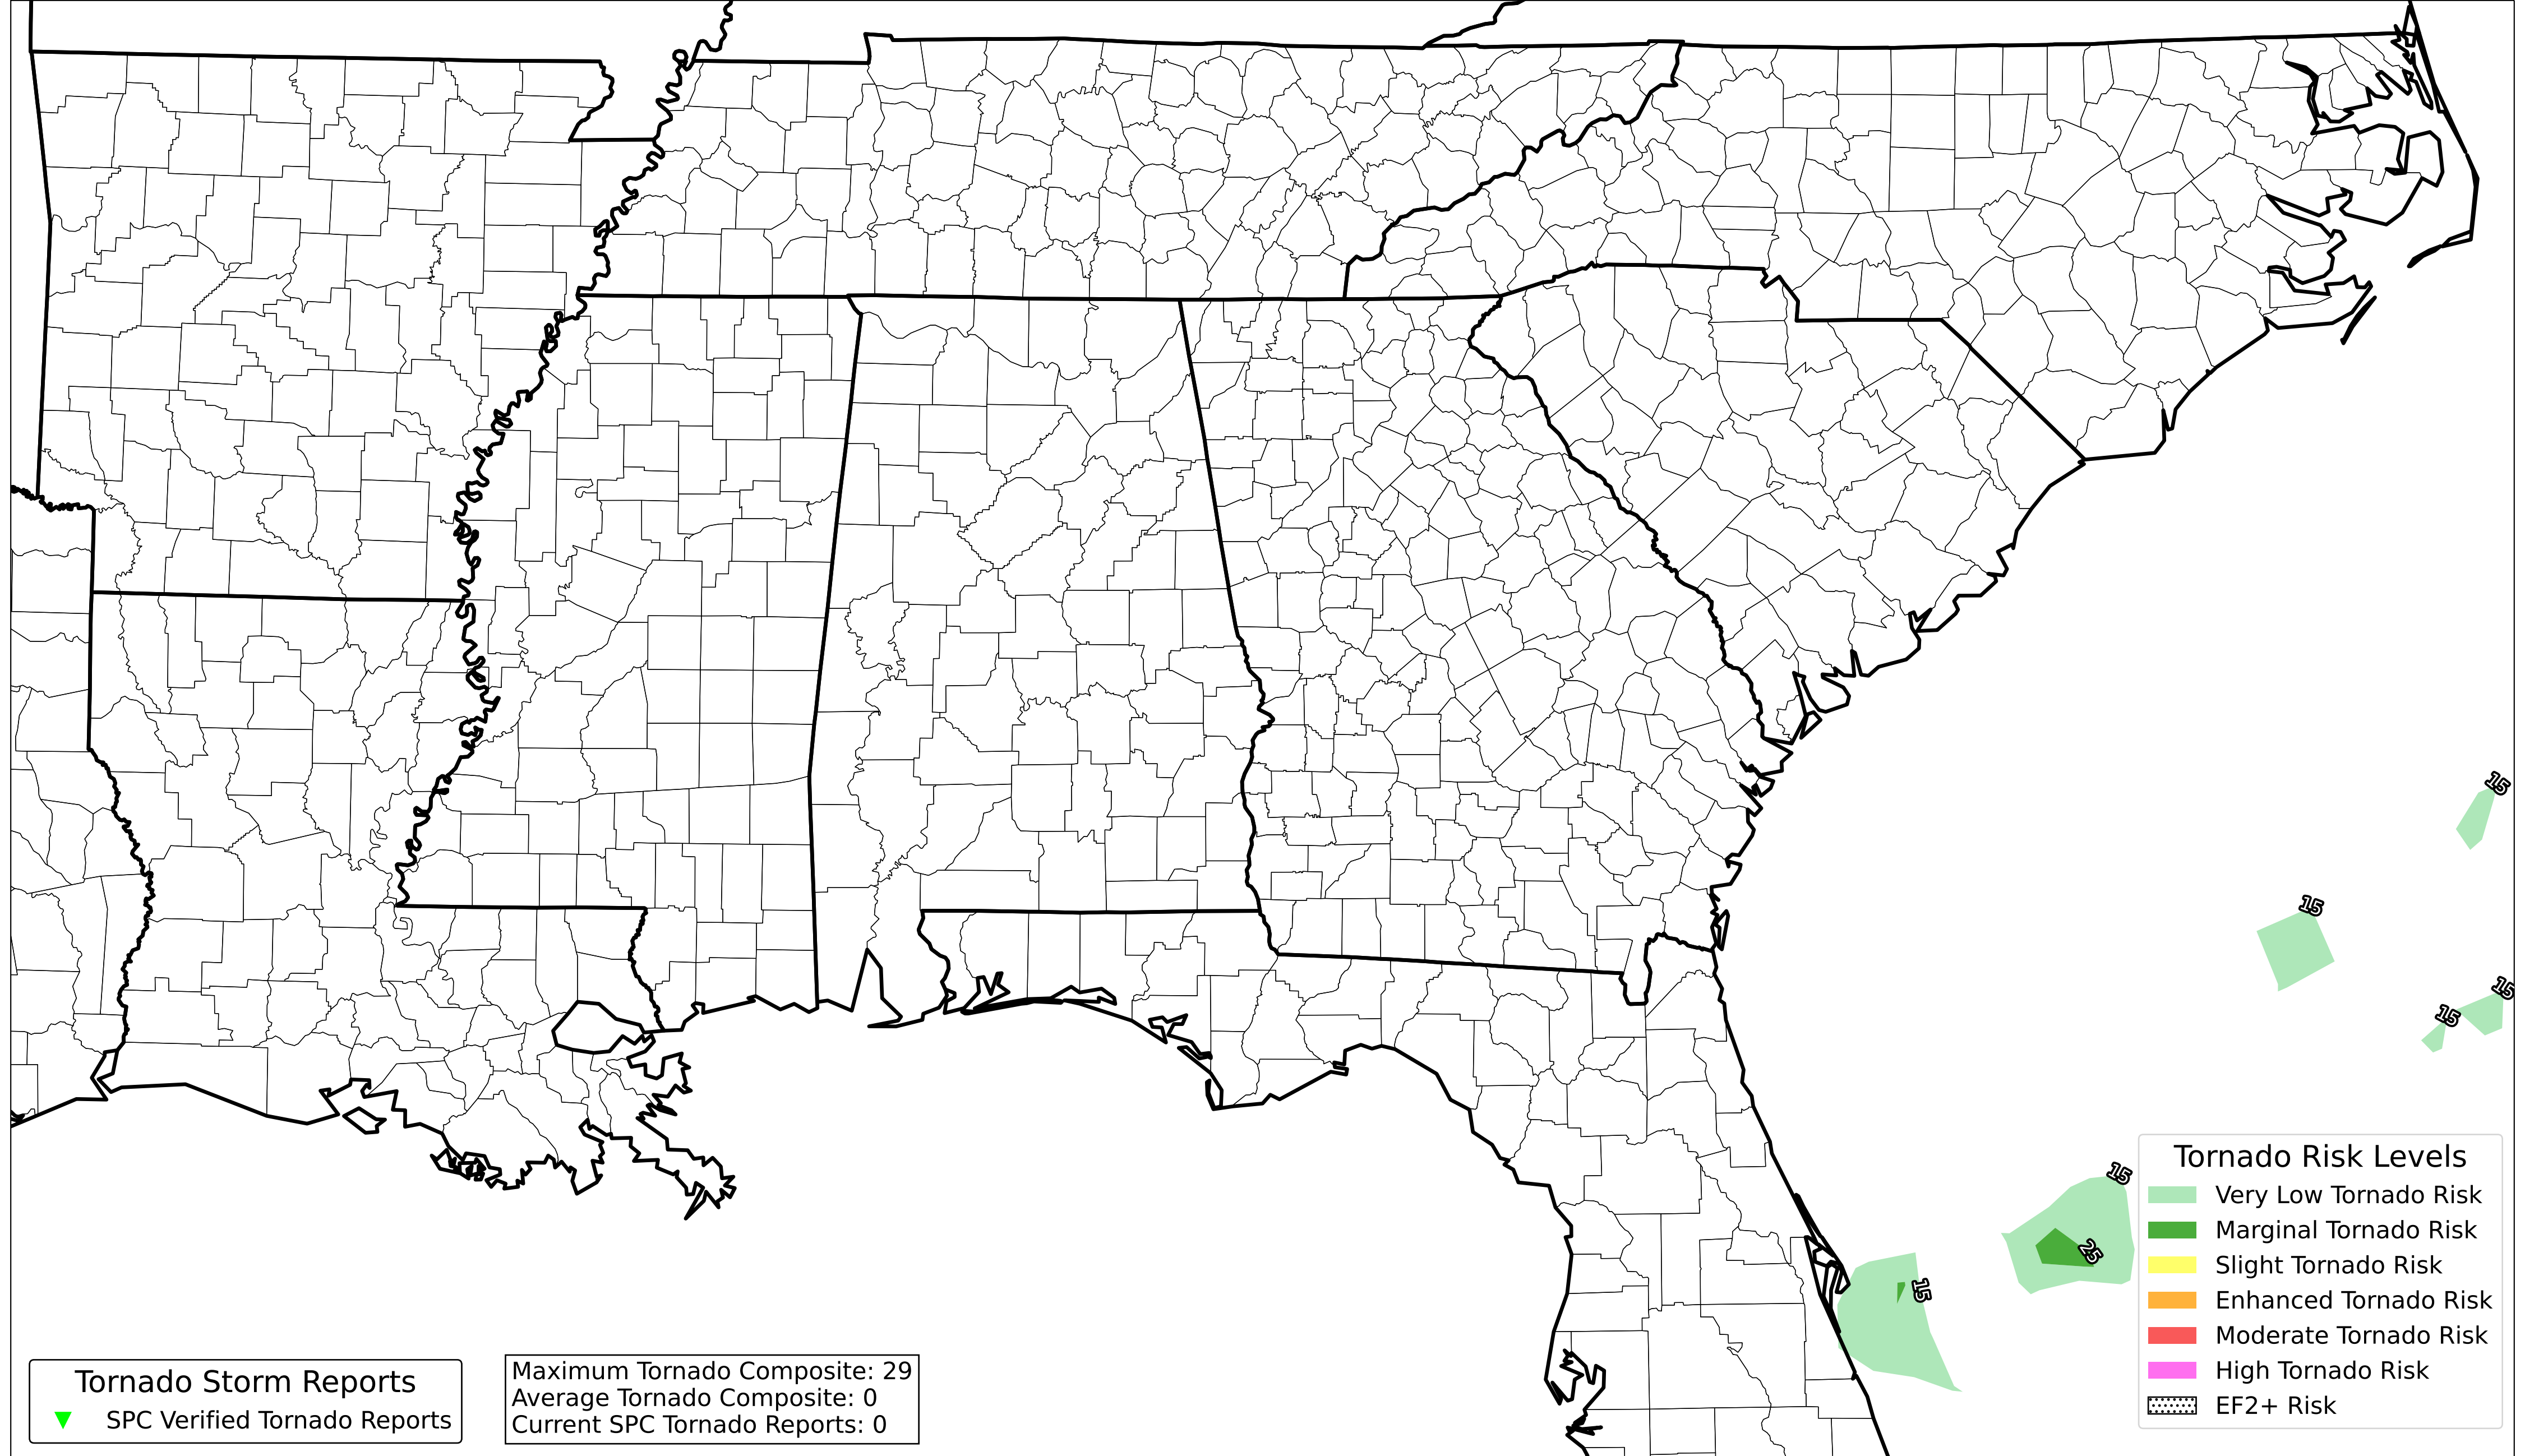 15
15
15
15
15
25
15
Tornado Risk Levels
Very Low Tornado Risk
Marginal Tornado Risk
Slight Tornado Risk
Enhanced Tornado Risk
Moderate Tornado Risk
High Tornado Risk
EF2+ Risk
Tornado Storm Reports
SPC Verified Tornado Reports
Maximum Tornado Composite: 29
Average Tornado Composite: 0
Current SPC Tornado Reports: 0